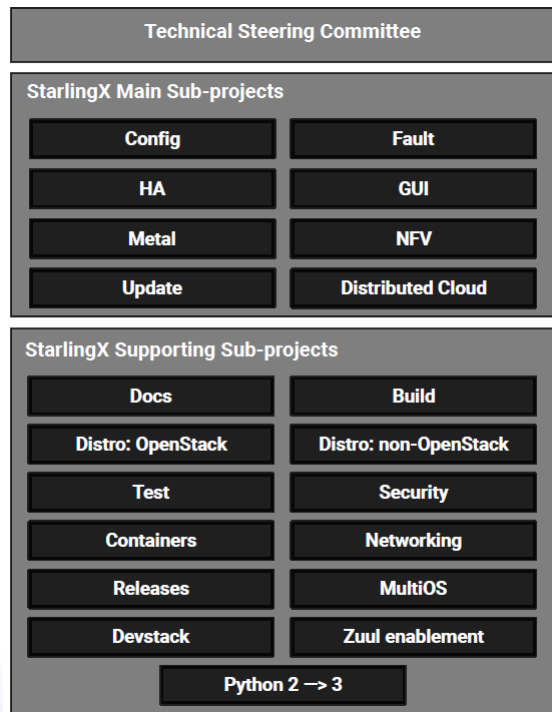 Technical Steering Committee
StarlingX Main Sub-projects
Config
Fault
HA
GUI
Metal
NFV
Update
Distributed Cloud
StarlingX Supporting Sub-projects
Docs
Build
Distro: OpenStack
Distro: non-OpenStack
Test
Security
Containers
Networking
Releases
MultiOS
Devstack
Zuul enablement
Python 2 —> 3